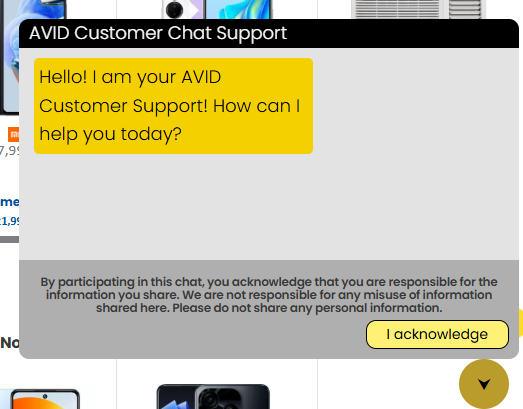 AVID Customer Chat Support
Hello! I am your AVID
Customer Support! How can I
help you today?
7,99
me
1,99
By participating in this chat, you acknowledge that you are responsible for the
information you share. We are not responsible for any misuse of information
shared here. Please do not share any personal information.
I acknowledge
No